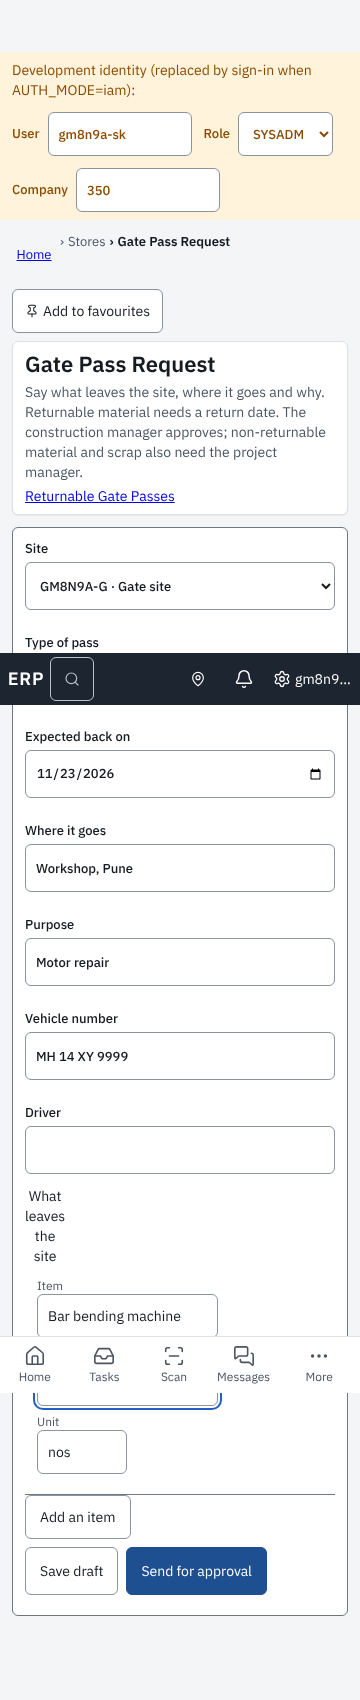 Development identity (replaced by sign-in when
AUTH_MODE=iam):
User gm8n9a-sk Role SYSADM
Company 350
Home › Stores › Gate Pass Request
Add to favourites
Gate Pass Request
Say what leaves the site, where it goes and why.
Returnable material needs a return date. The
construction manager approves; non-returnable
material and scrap also need the project
manager.
Returnable Gate Passes
Site
GM8N9A-G · Gate site
Type of pass
ERP gm8n9...
Expected back on
11/23/2026
Where it goes
Workshop, Pune
Purpose
Motor repair
Vehicle number
MH 14 XY 9999
Driver
What
leaves
the
site
Item
Bar bending machine
Home Tasks Scan Messages More
Unit
nos
Add an item
Save draft Send for approval